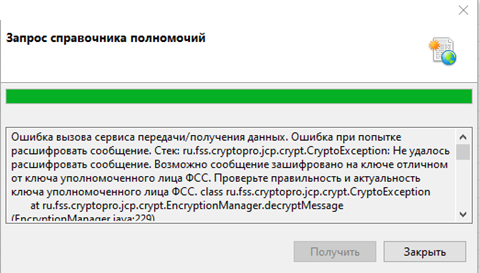 Запрос справочника полномочий
Ошибка вызова сервиса передачи/получения данных. Ошибка при попытке
расшифровать сообщение. Стек: ru.fss.cryptopro.jcp.crypt.CryptoException: Не удалось
расшифровать сообщение. Возможно сообщение зашифровано на ключе отличном
от ключа уполномоченного лица ФСС. Проверьте правильность и актуальность
ключа уполномоченного лица ФСС. class ru.fss.cryptopro.jcp.crypt.CryptoException
at ru.fss.cryptopro.jcp.crypt.EncryptionManager.decryptMessage
(EncryptionManager.java:229)
Получить
Закрыть